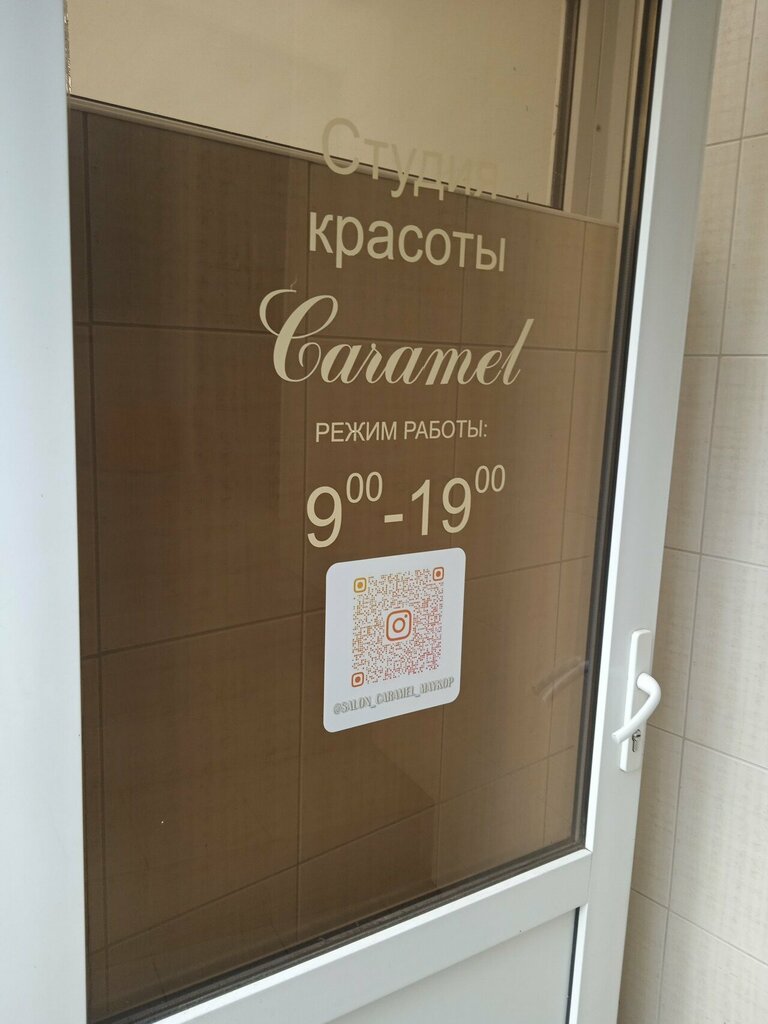 Студия
красоты
Caramel
РЕЖИМ РАБОТЫ:
9⁰⁰-19⁰⁰
@SALON_CARAMEL_MAYKOP